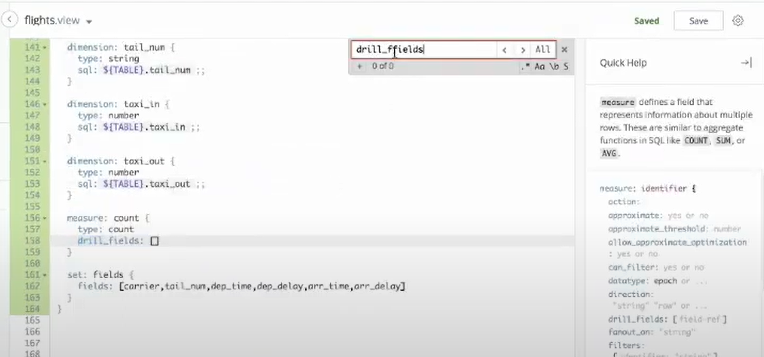 flights.view
Saved
Save
141 dimension: tail_num {
142 type: string
143 sql: ${TABLE}.tail_num ;;
144 }
145
146 dimension: taxi_in {
147 type: number
148 sql: ${TABLE}.taxi_in ;;
149 }
150
151 dimension: taxi_out {
152 type: number
153 sql: ${TABLE}.taxi_out ;;
154 }
155
156 measure: count {
157 type: count
158 drill_fields: []
159 }
160
161 set: fields {
162 fields: [carrier,tail_num,dep_time,dep_delay,arr_time,arr_delay]
163 }
164 }
165
166
167
168
drill_ffields
All
+ 0 of 0
.* Aa \b S
Quick Help
measure defines a field that
represents information about multiple
rows. These are similar to aggregate
functions in SQL like COUNT, SUM, or
AVG.
measure: identifier {
action:
approximate: yes or no
approximate_threshold: number
allow_approximate_optimization
: yes or no
can_filter: yes or no
datatype: epoch or ...
direction:
"string" "row" or ...
drill_fields: [field-ref]
fanout_on: "string"
filters: